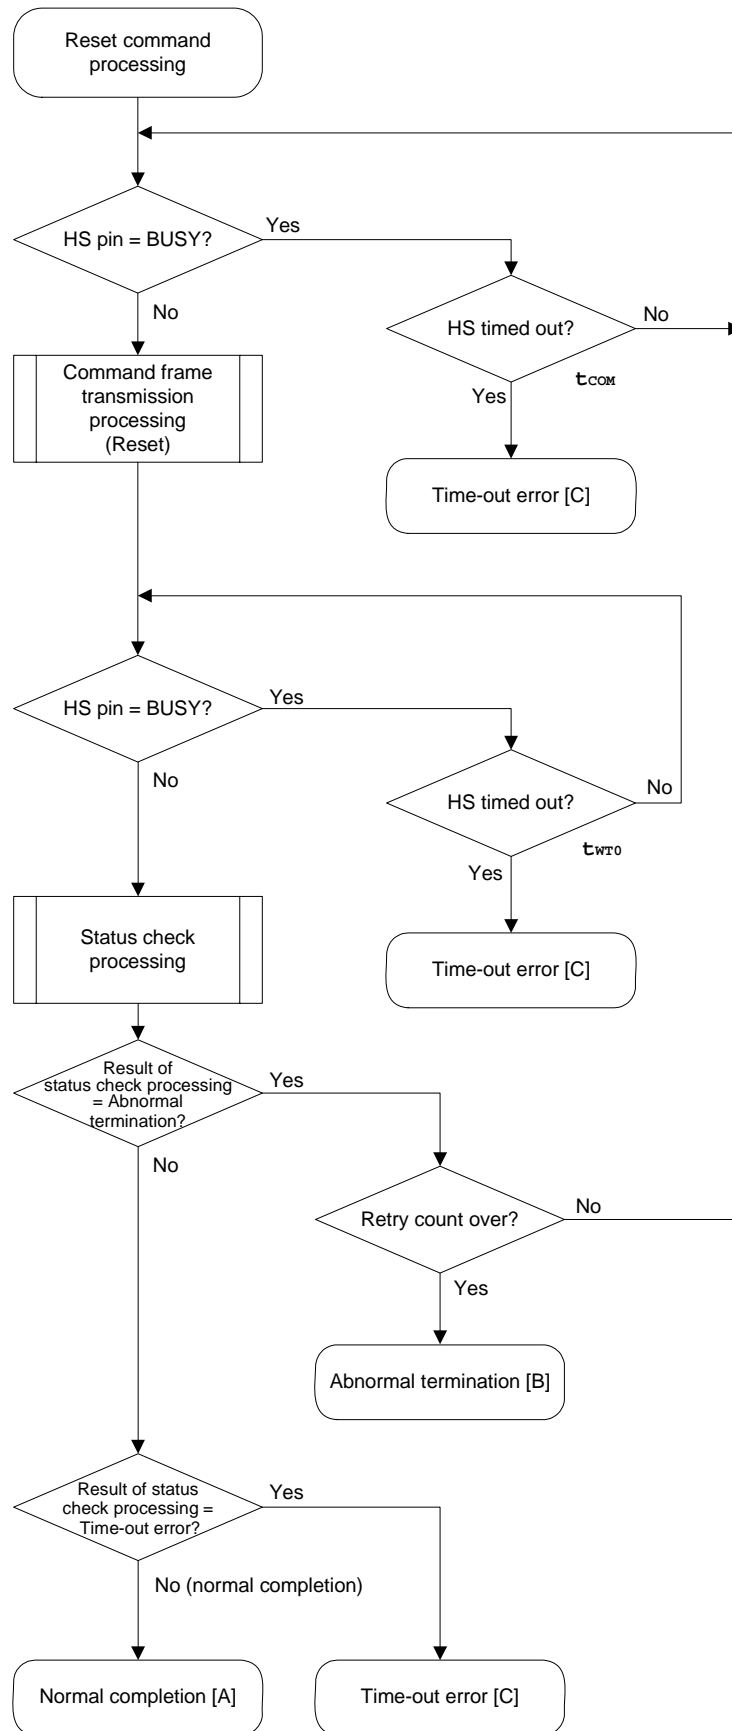 Reset command
processing
HS pin = BUSY?
Yes
No
HS timed out?
No
tCOM
Yes
Command frame
transmission
processing
(Reset)
Time-out error [C]
HS pin = BUSY?
Yes
No
HS timed out?
No
tWT0
Yes
Status check
processing
Time-out error [C]
Result of
status check processing
= Abnormal
termination?
Yes
No
Retry count over?
No
Yes
Abnormal termination [B]
Result of status
check processing =
Time-out error?
Yes
No (normal completion)
Normal completion [A]
Time-out error [C]